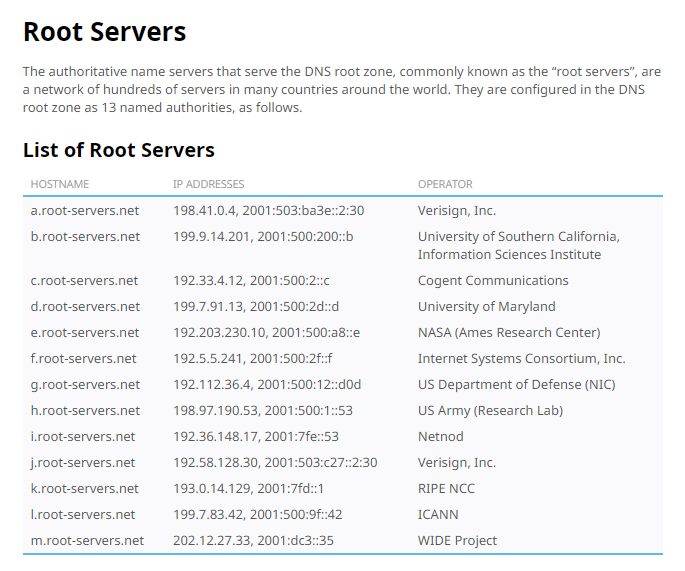 Root Servers
The authoritative name servers that serve the DNS root zone, commonly known as the “root servers”, are
a network of hundreds of servers in many countries around the world. They are configured in the DNS
root zone as 13 named authorities, as follows.
List of Root Servers
HOSTNAME IP ADDRESSES OPERATOR
a.root-servers.net 198.41.0.4, 2001:503:ba3e::2:30 Verisign, Inc.
b.root-servers.net 199.9.14.201, 2001:500:200::b University of Southern California,
Information Sciences Institute
c.root-servers.net 192.33.4.12, 2001:500:2::c Cogent Communications
d.root-servers.net 199.7.91.13, 2001:500:2d::d University of Maryland
e.root-servers.net 192.203.230.10, 2001:500:a8::e NASA (Ames Research Center)
f.root-servers.net 192.5.5.241, 2001:500:2f::f Internet Systems Consortium, Inc.
g.root-servers.net 192.112.36.4, 2001:500:12::d0d US Department of Defense (NIC)
h.root-servers.net 198.97.190.53, 2001:500:1::53 US Army (Research Lab)
i.root-servers.net 192.36.148.17, 2001:7fe::53 Netnod
j.root-servers.net 192.58.128.30, 2001:503:c27::2:30 Verisign, Inc.
k.root-servers.net 193.0.14.129, 2001:7fd::1 RIPE NCC
l.root-servers.net 199.7.83.42, 2001:500:9f::42 ICANN
m.root-servers.net 202.12.27.33, 2001:dc3::35 WIDE Project